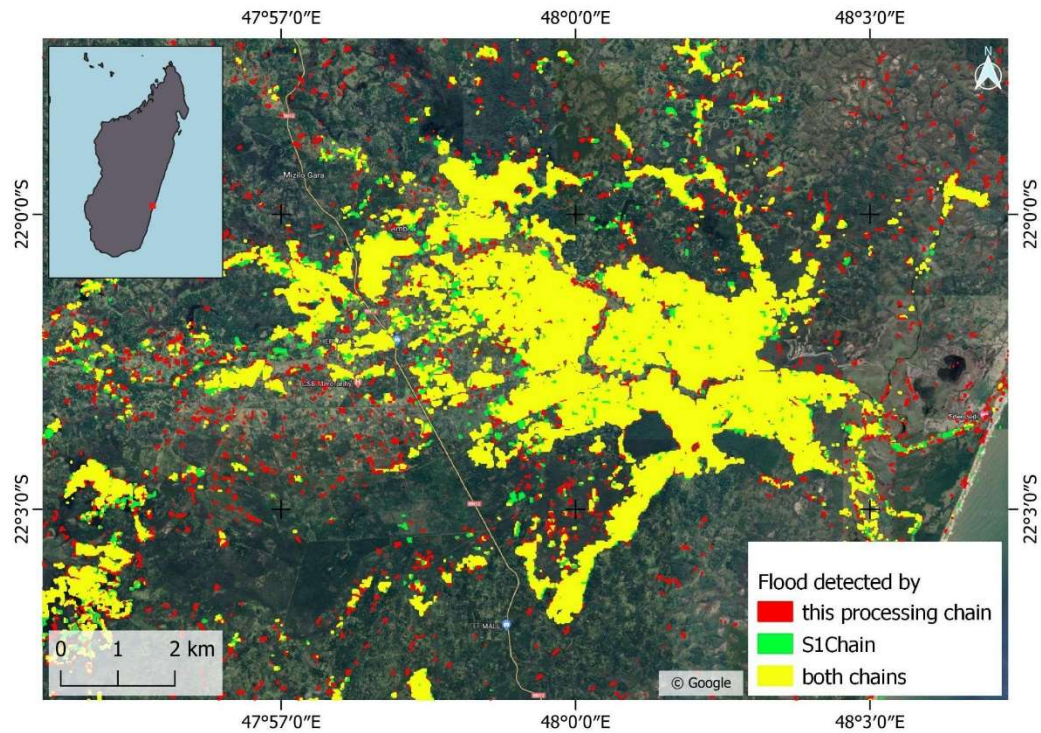 47°57′0″E 48°0′0″E 48°3′0″E
N
Mizilo Gara
22°0′0″S 22°0′0″S
22°3′0″S 22°3′0″S
Flood detected by
this processing chain
S1Chain
both chains
0 1 2 km
© Google
47°57′0″E 48°0′0″E 48°3′0″E